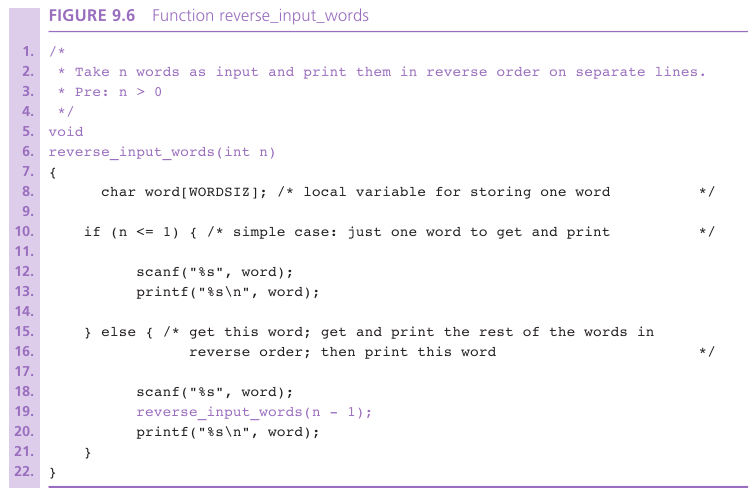 FIGURE 9.6 Function reverse_input_words
1. /*
2. * Take n words as input and print them in reverse order on separate lines.
3. * Pre: n > 0
4. */
5. void
6. reverse_input_words(int n)
7. {
8. char word[WORDSIZ]; /* local variable for storing one word */
9.
10. if (n <= 1) { /* simple case: just one word to get and print */
11.
12. scanf("%s", word);
13. printf("%s\n", word);
14.
15. } else { /* get this word; get and print the rest of the words in
16. reverse order; then print this word */
17.
18. scanf("%s", word);
19. reverse_input_words(n - 1);
20. printf("%s\n", word);
21. }
22. }